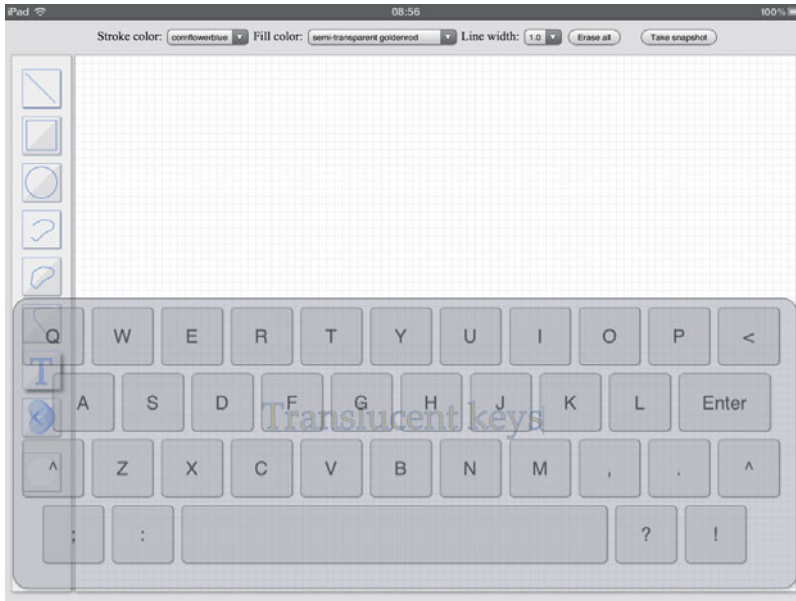 iPad 08:56 100%
Stroke color: cornflowerblue Fill color: semi-transparent goldenrod Line width: 1.0 Erase all Take snapshot
Q W E R T Y U I O P <
T
A S D F G H J K L Enter
Translucent keys
^ Z X C V B N M , . ^
; : ? !